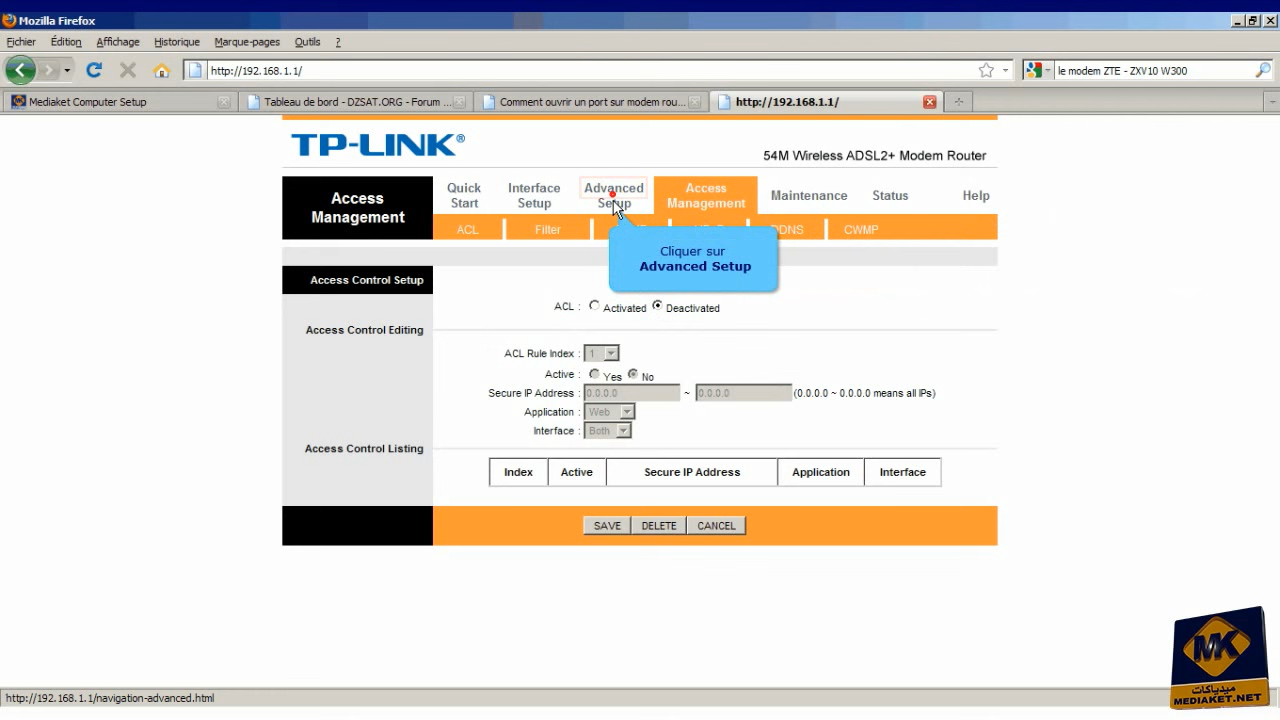 Mozilla Firefox
Fichier Édition Affichage Historique Marque-pages Outils ?
http://192.168.1.1/
le modem ZTE - ZXV10 W300
Mediaket Computer Setup
Tableau de bord - DZSAT.ORG - Forum ...
Comment ouvrir un port sur modem rou...
http://192.168.1.1/
TP-LINK®
54M Wireless ADSL2+ Modem Router
Access Management
Quick Start
Interface Setup
Advanced Setup
Access Management
Maintenance
Status
Help
ACL
Filter
DDNS
CWMP
Cliquer sur
Advanced Setup
Access Control Setup
ACL : Activated Deactivated
Access Control Editing
ACL Rule Index : 1
Active : Yes No
Secure IP Address : 0.0.0.0 ~ 0.0.0.0 (0.0.0.0 ~ 0.0.0.0 means all IPs)
Application : Web
Interface : Both
Access Control Listing
Index Active Secure IP Address Application Interface
SAVE DELETE CANCEL
MK
ميدياكات
MEDIAKET.NET
http://192.168.1.1/navigation-advanced.html